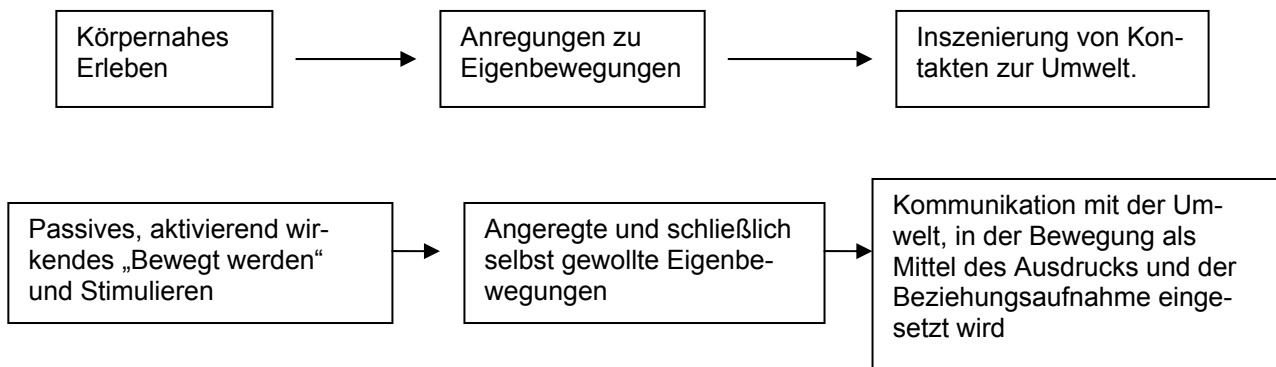 Körpernahes
Erleben
Anregungen zu
Eigenbewegungen
Inszenierung von Kon-
takten zur Umwelt.
Passives, aktivierend wir-
kendes „Bewegt werden“
und Stimulieren
Angeregte und schließlich
selbst gewollte Eigenbe-
wegungen
Kommunikation mit der Um-
welt, in der Bewegung als
Mittel des Ausdrucks und der
Beziehungsaufnahme einge-
setzt wird